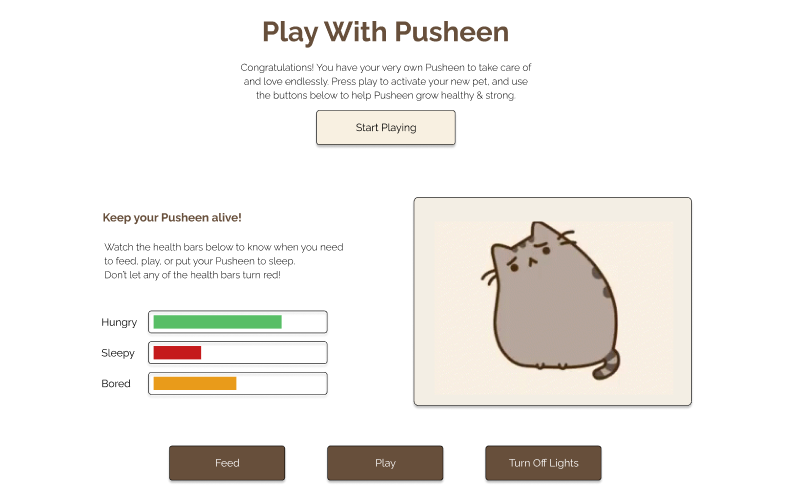 Play With Pusheen
Congratulations! You have your very own Pusheen to take care of
and love endlessly. Press play to activate your new pet, and use
the buttons below to help Pusheen grow healthy & strong.
Start Playing
Keep your Pusheen alive!
Watch the health bars below to know when you need
to feed, play, or put your Pusheen to sleep.
Don't let any of the health bars turn red!
Hungry
Sleepy
Bored
Feed
Play
Turn Off Lights